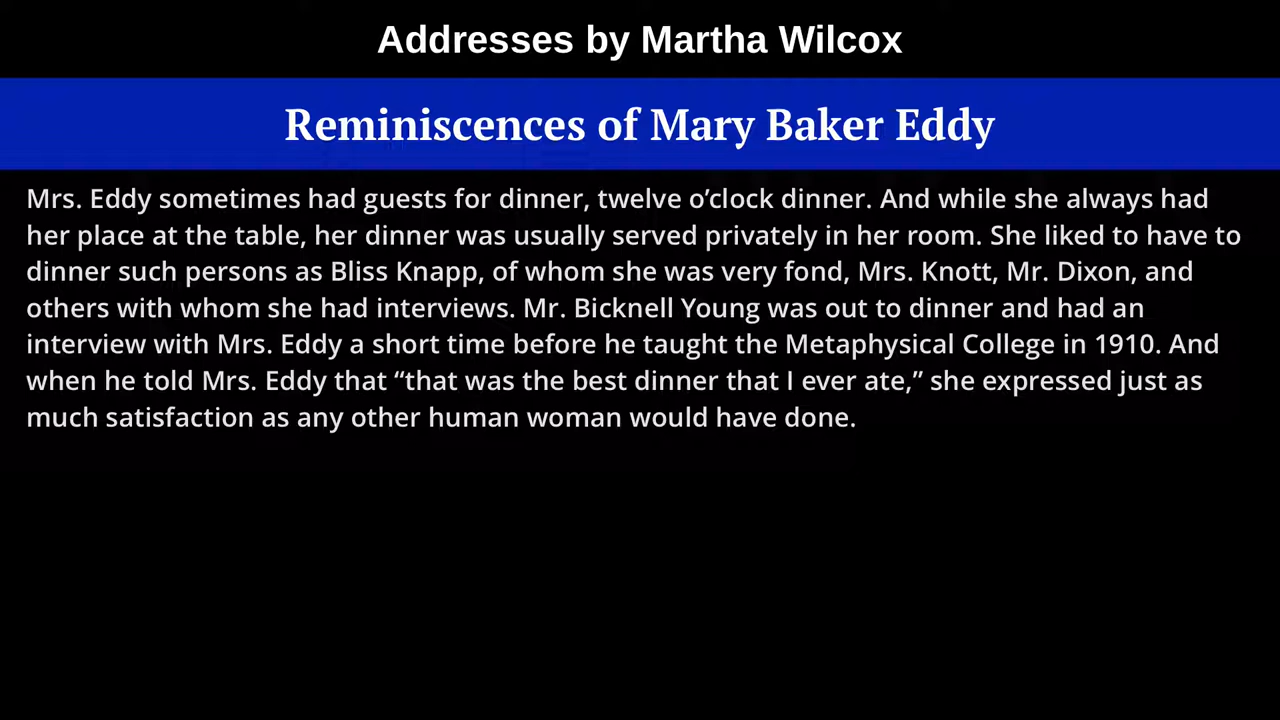 Addresses by Martha Wilcox
Reminiscences of Mary Baker Eddy
Mrs. Eddy sometimes had guests for dinner, twelve o’clock dinner. And while she always had
her place at the table, her dinner was usually served privately in her room. She liked to have to
dinner such persons as Bliss Knapp, of whom she was very fond, Mrs. Knott, Mr. Dixon, and
others with whom she had interviews. Mr. Bicknell Young was out to dinner and had an
interview with Mrs. Eddy a short time before he taught the Metaphysical College in 1910. And
when he told Mrs. Eddy that “that was the best dinner that I ever ate,” she expressed just as
much satisfaction as any other human woman would have done.